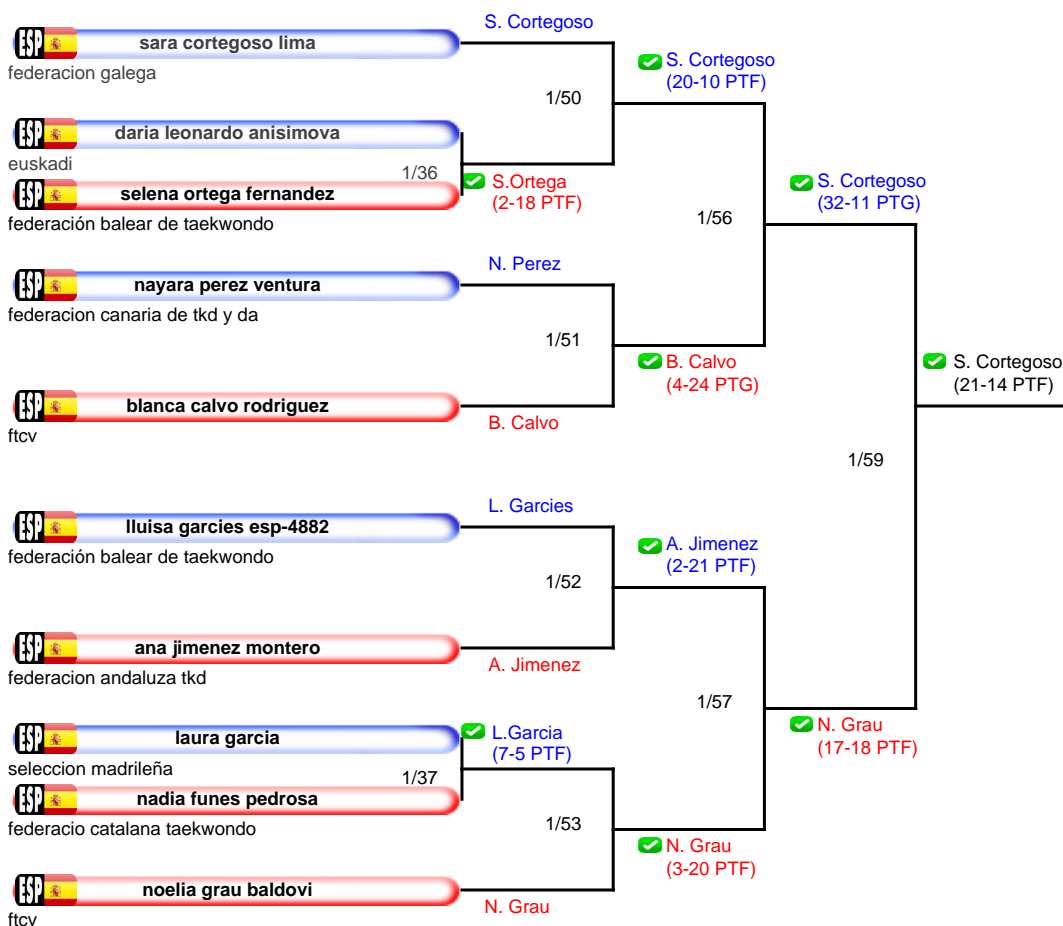 S. Cortegoso
ESP sara cortegoso lima
federacion galega
S. Cortegoso
(20-10 PTF)
1/50
ESP daria leonardo anisimova
euskadi
1/36
S.Ortega
(2-18 PTF)
ESP selena ortega fernandez
federación balear de taekwondo
S. Cortegoso
(32-11 PTG)
1/56
N. Perez
ESP nayara perez ventura
federacion canaria de tkd y da
1/51
B. Calvo
(4-24 PTG)
S. Cortegoso
(21-14 PTF)
ESP blanca calvo rodriguez
B. Calvo
ftcv
1/59
L. Garcies
ESP lluisa garcies esp-4882
federación balear de taekwondo
A. Jimenez
(2-21 PTF)
1/52
ESP ana jimenez montero
A. Jimenez
federacion andaluza tkd
1/57
N. Grau
(17-18 PTF)
L.Garcia
(7-5 PTF)
ESP laura garcia
seleccion madrileña
1/37
ESP nadia funes pedrosa
federacio catalana taekwondo
1/53
N. Grau
(3-20 PTF)
ESP noelia grau baldovi
N. Grau
ftcv